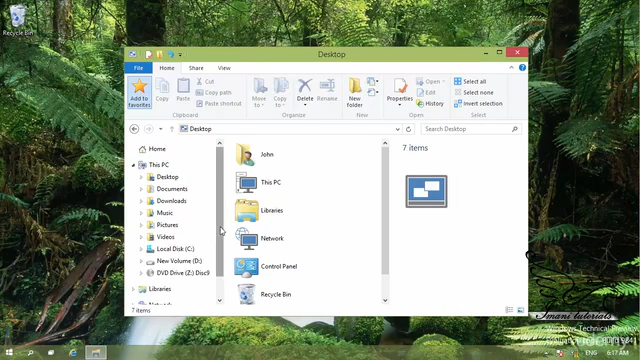 Recycle Bin
Desktop
File Home Share View
Add to favorites
Copy
Paste
Cut
Copy path
Paste shortcut
Move to
Copy to
Delete
Rename
New folder
Properties
Open
Edit
History
Select all
Select none
Invert selection
Clipboard Organize New Open Select
Desktop
Search Desktop
Home
This PC
Desktop
Documents
Downloads
Music
Pictures
Videos
Local Disk (C:)
New Volume (D:)
DVD Drive (Z:) Disc9
Libraries
Network
John
This PC
Libraries
Network
Control Panel
Recycle Bin
7 items
7 items
Imani tutorials
Windows Technical Preview
ENG 6:17 AM